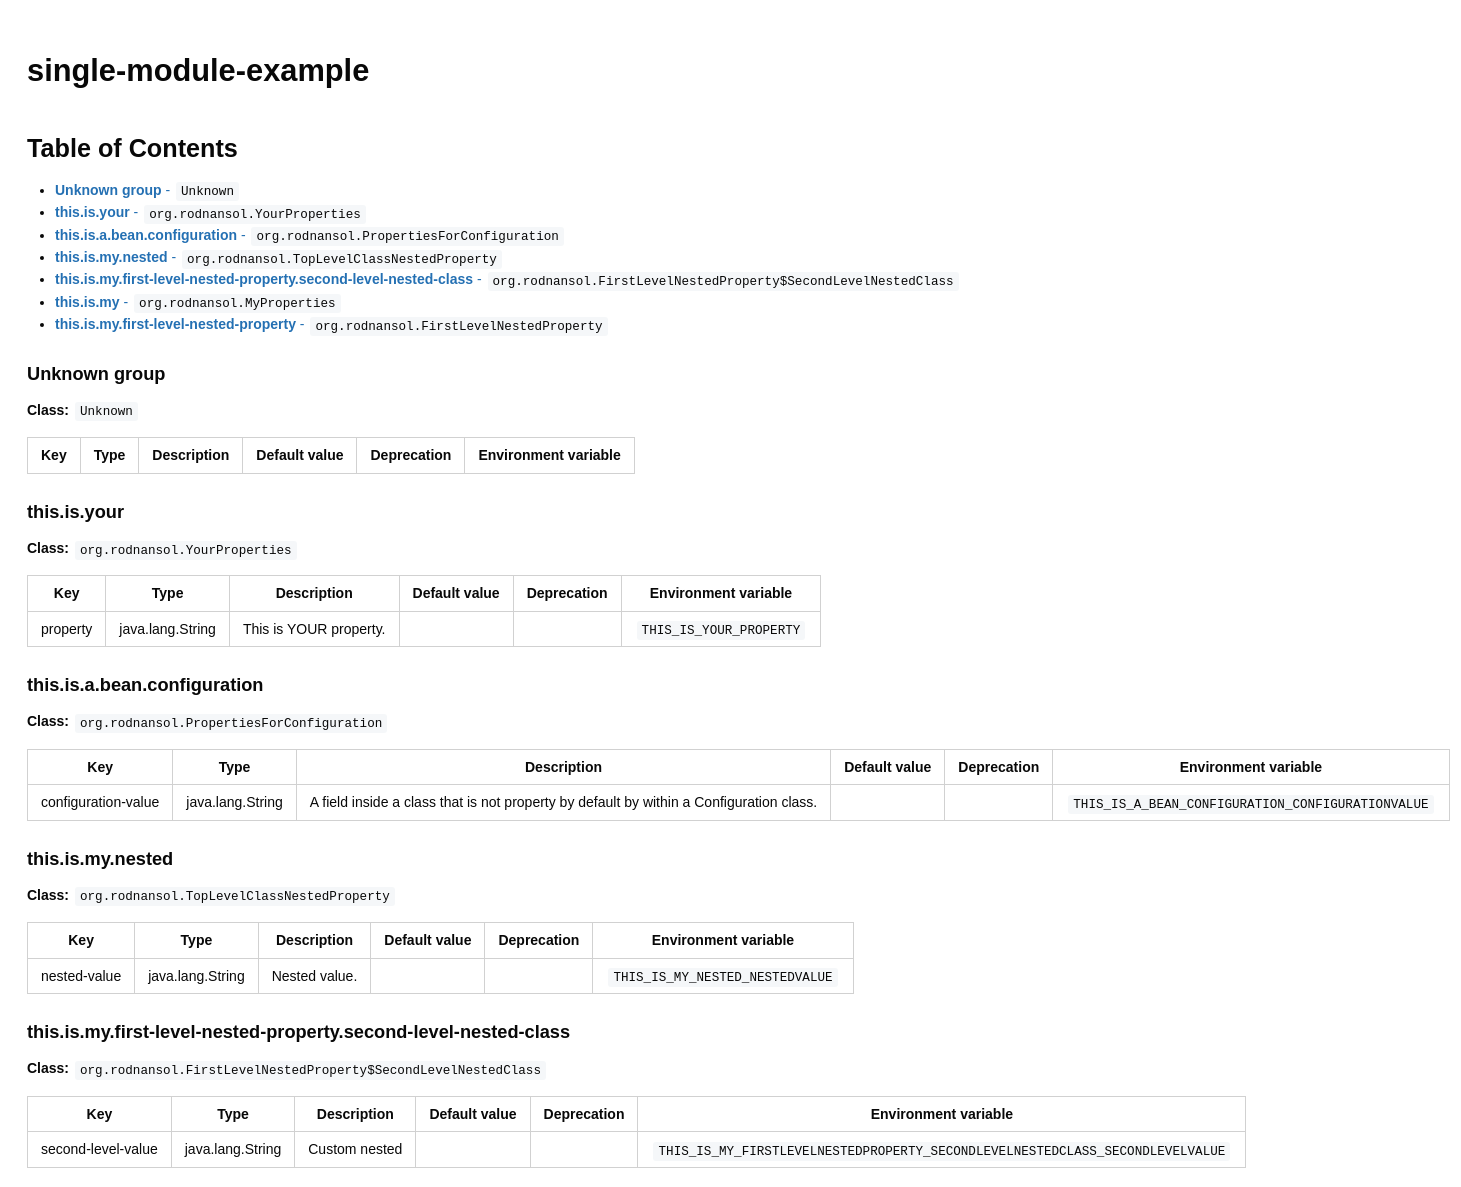 single-module-example
Table of Contents
Unknown group - Unknown
this.is.your - org.rodnansol.YourProperties
this.is.a.bean.configuration - org.rodnansol.PropertiesForConfiguration
this.is.my.nested - org.rodnansol.TopLevelClassNestedProperty
this.is.my.first-level-nested-property.second-level-nested-class - org.rodnansol.FirstLevelNestedProperty$SecondLevelNestedClass
this.is.my - org.rodnansol.MyProperties
this.is.my.first-level-nested-property - org.rodnansol.FirstLevelNestedProperty
Unknown group
Class: Unknown
Key Type Description Default value Deprecation Environment variable
this.is.your
Class: org.rodnansol.YourProperties
Key Type Description Default value Deprecation Environment variable
property java.lang.String This is YOUR property. THIS_IS_YOUR_PROPERTY
this.is.a.bean.configuration
Class: org.rodnansol.PropertiesForConfiguration
Key Type Description Default value Deprecation Environment variable
configuration-value java.lang.String A field inside a class that is not property by default by within a Configuration class. THIS_IS_A_BEAN_CONFIGURATION_CONFIGURATIONVALUE
this.is.my.nested
Class: org.rodnansol.TopLevelClassNestedProperty
Key Type Description Default value Deprecation Environment variable
nested-value java.lang.String Nested value. THIS_IS_MY_NESTED_NESTEDVALUE
this.is.my.first-level-nested-property.second-level-nested-class
Class: org.rodnansol.FirstLevelNestedProperty$SecondLevelNestedClass
Key Type Description Default value Deprecation Environment variable
second-level-value java.lang.String Custom nested THIS_IS_MY_FIRSTLEVELNESTEDPROPERTY_SECONDLEVELNESTEDCLASS_SECONDLEVELVALUE